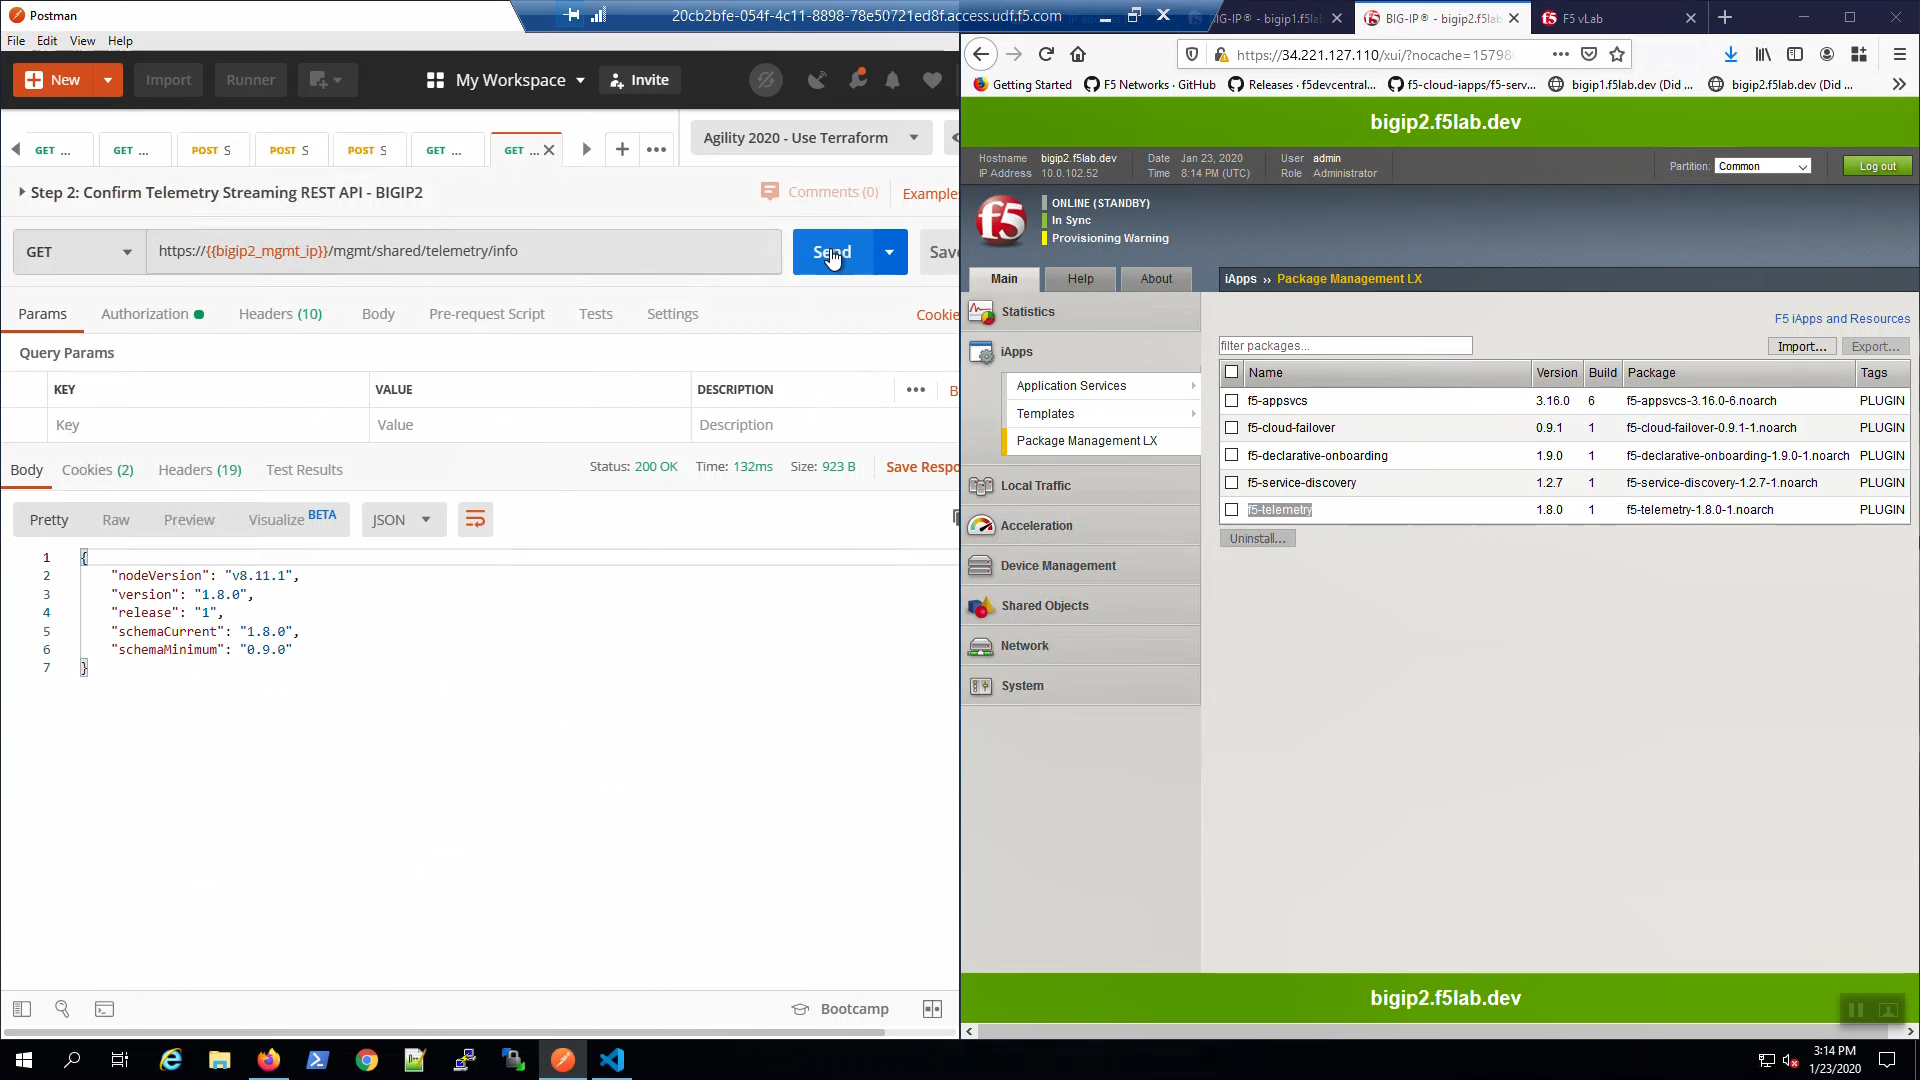 Postman
20cb2bfe-054f-4c11-8898-78e50721ed8f.access.udf.f5.com
File Edit View Help
New
Import
Runner
My Workspace
Invite
GET ...
GET ...
POST S
POST S
POST S
GET ...
GET ...
Agility 2020 - Use Terraform
Step 2: Confirm Telemetry Streaming REST API - BIGIP2
Comments (0)
Examples
GET
https://{{bigip2_mgmt_ip}}/mgmt/shared/telemetry/info
Send
Sav
Params
Authorization
Headers (10)
Body
Pre-request Script
Tests
Settings
Cookie
Query Params
KEY
VALUE
DESCRIPTION
B
Key
Value
Description
Body
Cookies (2)
Headers (19)
Test Results
Status: 200 OK
Time: 132ms
Size: 923 B
Save Respo
Pretty
Raw
Preview
Visualize BETA
JSON
1 {
2 "nodeVersion": "v8.11.1",
3 "version": "1.8.0",
4 "release": "1",
5 "schemaCurrent": "1.8.0",
6 "schemaMinimum": "0.9.0"
7 }
Bootcamp
IG-IP® - bigip1.f5lab
BIG-IP® - bigip2.f5lab
F5 vLab
https://34.221.127.110/xui/?nocache=15798
Getting Started
F5 Networks · GitHub
Releases · f5devcentral...
f5-cloud-iapps/f5-serv...
bigip1.f5lab.dev (Did ...
bigip2.f5lab.dev (Did ...
bigip2.f5lab.dev
Hostname bigip2.f5lab.dev
IP Address 10.0.102.52
Date Jan 23, 2020
Time 8:14 PM (UTC)
User admin
Role Administrator
Partition: Common
Log out
f5
ONLINE (STANDBY)
In Sync
Provisioning Warning
Main
Help
About
iApps ›› Package Management LX
Statistics
iApps
Application Services
Templates
Package Management LX
Local Traffic
Acceleration
Device Management
Shared Objects
Network
System
F5 iApps and Resources
filter packages...
Import...
Export...
Name Version Build Package Tags
f5-appsvcs 3.16.0 6 f5-appsvcs-3.16.0-6.noarch PLUGIN
f5-cloud-failover 0.9.1 1 f5-cloud-failover-0.9.1-1.noarch PLUGIN
f5-declarative-onboarding 1.9.0 1 f5-declarative-onboarding-1.9.0-1.noarch PLUGIN
f5-service-discovery 1.2.7 1 f5-service-discovery-1.2.7-1.noarch PLUGIN
f5-telemetry 1.8.0 1 f5-telemetry-1.8.0-1.noarch PLUGIN
Uninstall...
bigip2.f5lab.dev
3:14 PM
1/23/2020